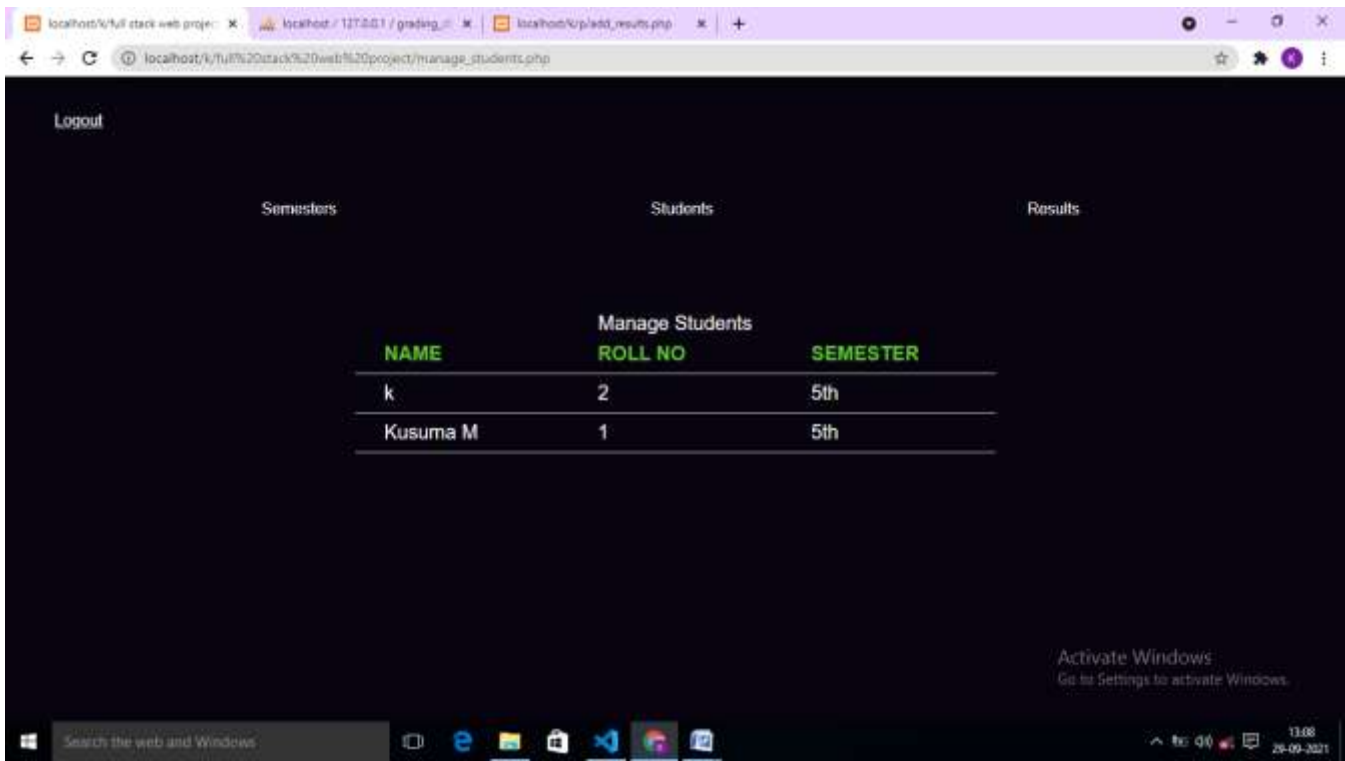 localhost/k/full stack web projec
localhost / 127.0.0.1 / grading_
localhost/k/p/add_results.php
localhost/k/full%20stack%20web%20project/manage_students.php
K
Logout
Semesters Students Results
Manage Students
NAME ROLL NO SEMESTER
k 2 5th
Kusuma M 1 5th
Activate Windows
Go to Settings to activate Windows.
Search the web and Windows
13:08
29-09-2021